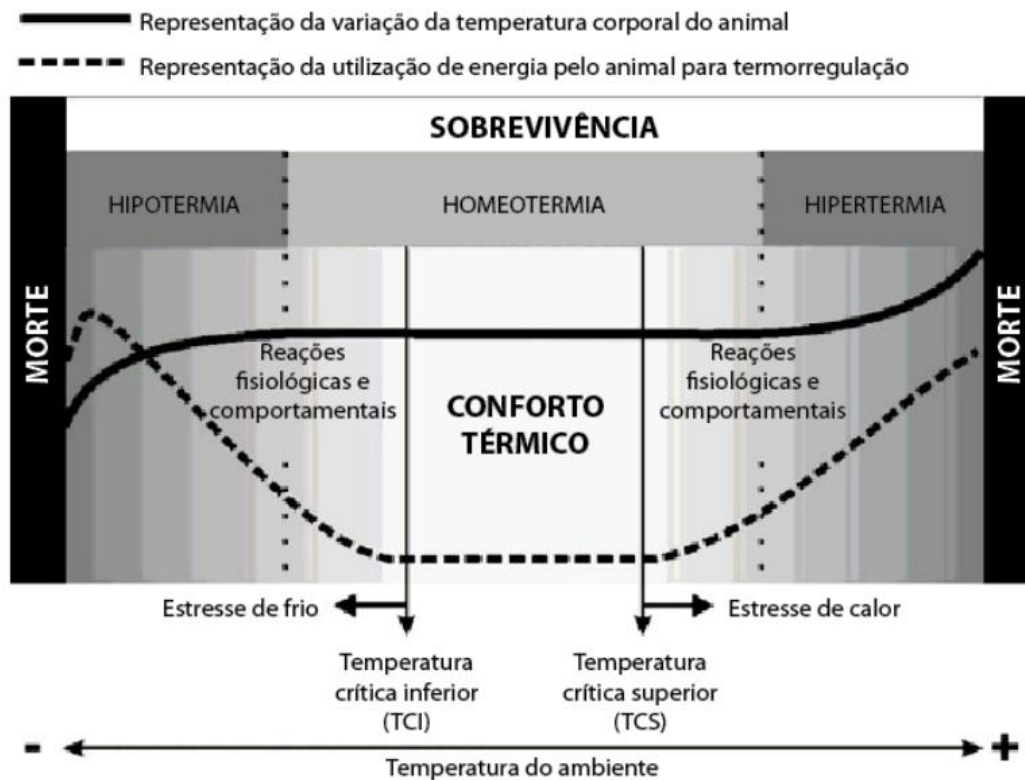 Representação da variação da temperatura corporal do animal
Representação da utilização de energia pelo animal para termorregulação
SOBREVIVÊNCIA
HIPOTERMIA
HOMEOTERMIA
HIPERTERMIA
MORTE
MORTE
Reações
fisiológicas e
comportamentais
CONFORTO
TÉRMICO
Reações
fisiológicas e
comportamentais
Estresse de frio
Estresse de calor
Temperatura
crítica inferior
(TCI)
Temperatura
crítica superior
(TCS)
- +
Temperatura do ambiente